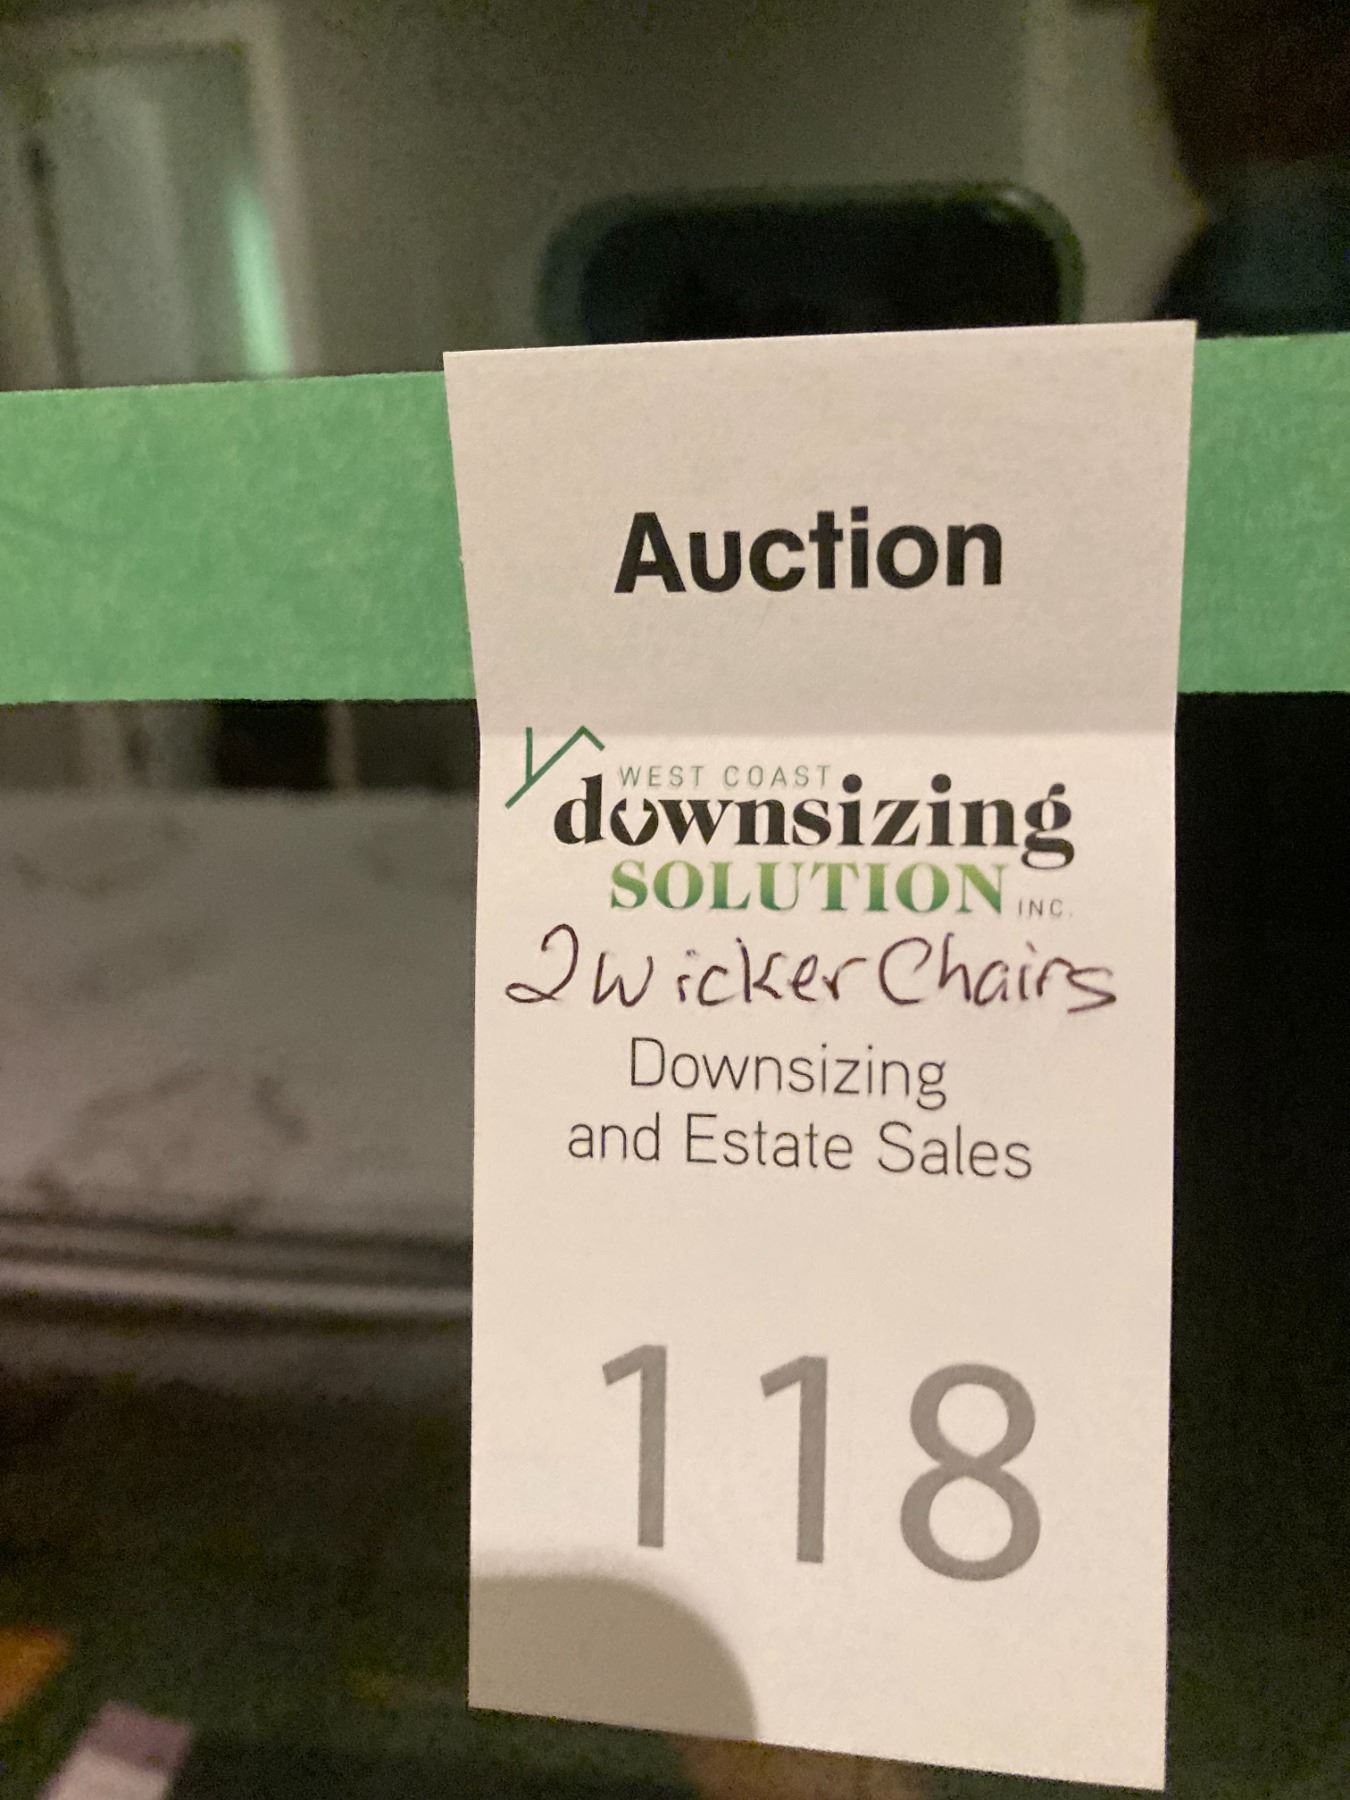 Auction
WEST COAST
downsizing
SOLUTION INC.
2 Wicker Chairs
Downsizing
and Estate Sales
118